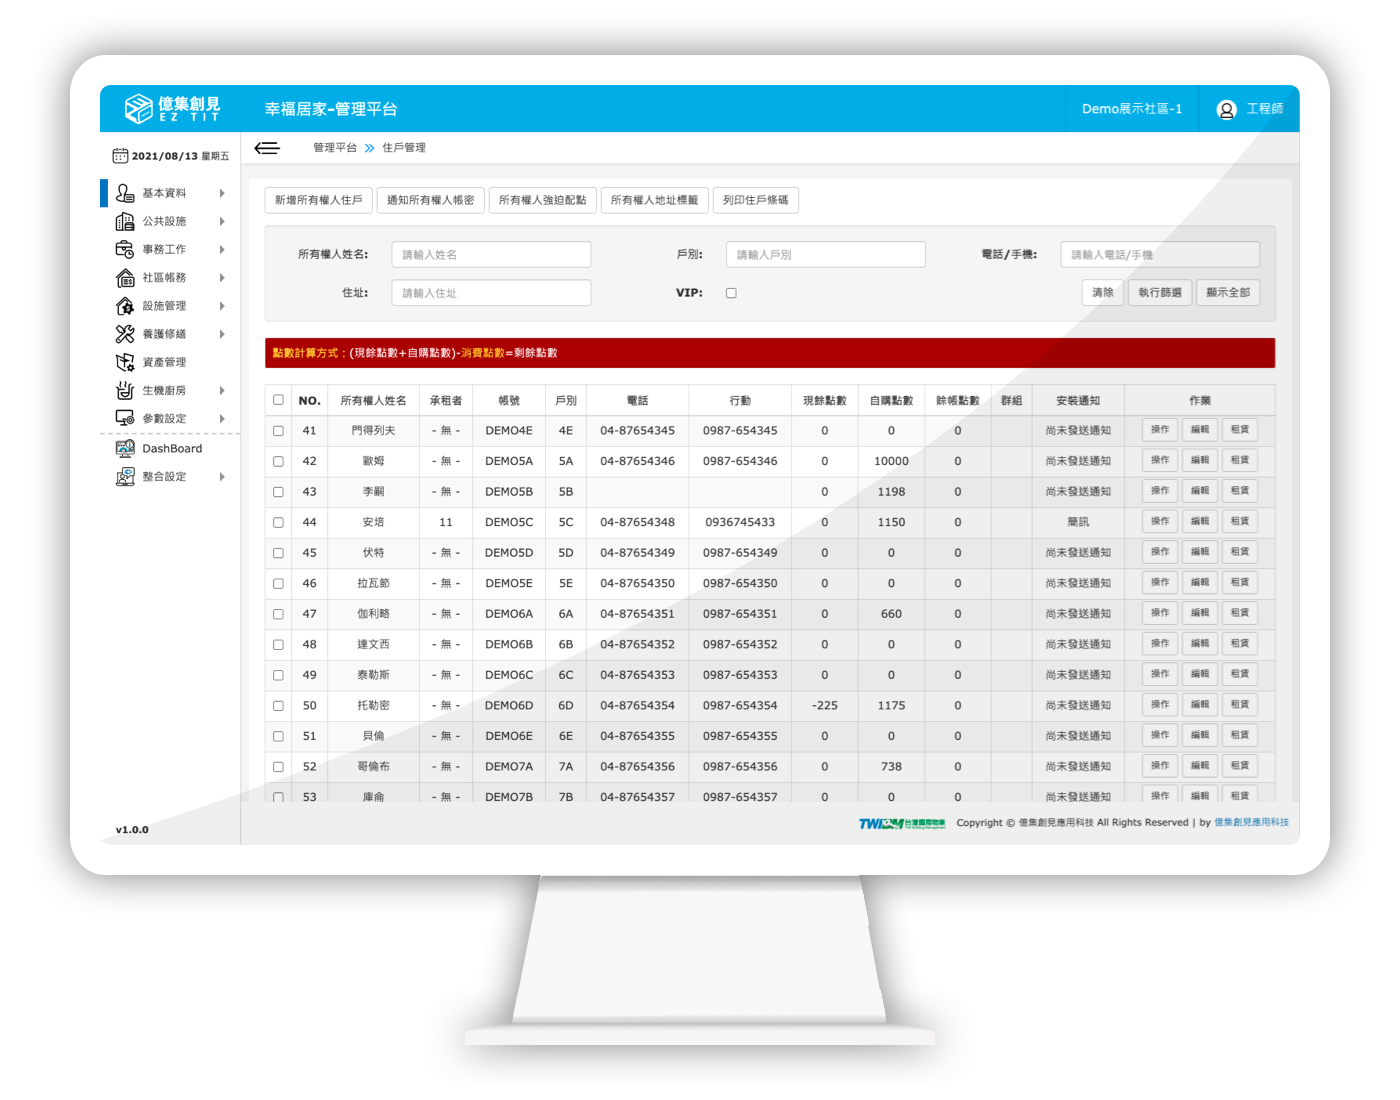 億集創見
EZ TIT
幸福居家-管理平台
Demo展示社區-1
工程師
2021/08/13 星期五
管理平台 » 住戶管理
基本資料
公共設施
事務工作
社區帳務
設施管理
養護修繕
資產管理
生機廚房
參數設定
DashBoard
整合設定
v1.0.0
新增所有權人住戶 通知所有權人帳密 所有權人強迫配點 所有權人地址標籤 列印住戶條碼
所有權人姓名: 請輸入姓名 戶別: 請輸入戶別 電話/手機: 請輸入電話/手機
住址: 請輸入住址 VIP: 清除 執行篩選 顯示全部
點數計算方式：(現餘點數+自購點數)-消費點數=剩餘點數
NO. 所有權人姓名 承租者 帳號 戶別 電話 行動 現餘點數 自購點數 賒帳點數 群組 安裝通知 作業
41 門得列夫 - 無 - DEMO4E 4E 04-87654345 0987-654345 0 0 0 尚未發送通知 操作 編輯 租賃
42 歐姆 - 無 - DEMO5A 5A 04-87654346 0987-654346 0 10000 0 尚未發送通知 操作 編輯 租賃
43 李嗣 - 無 - DEMO5B 5B 0 1198 0 尚未發送通知 操作 編輯 租賃
44 安培 11 DEMO5C 5C 04-87654348 0936745433 0 1150 0 簡訊 操作 編輯 租賃
45 伏特 - 無 - DEMO5D 5D 04-87654349 0987-654349 0 0 0 尚未發送通知 操作 編輯 租賃
46 拉瓦節 - 無 - DEMO5E 5E 04-87654350 0987-654350 0 0 0 尚未發送通知 操作 編輯 租賃
47 伽利略 - 無 - DEMO6A 6A 04-87654351 0987-654351 0 660 0 尚未發送通知 操作 編輯 租賃
48 達文西 - 無 - DEMO6B 6B 04-87654352 0987-654352 0 0 0 尚未發送通知 操作 編輯 租賃
49 泰勒斯 - 無 - DEMO6C 6C 04-87654353 0987-654353 0 0 0 尚未發送通知 操作 編輯 租賃
50 托勒密 - 無 - DEMO6D 6D 04-87654354 0987-654354 -225 1175 0 尚未發送通知 操作 編輯 租賃
51 貝倫 - 無 - DEMO6E 6E 04-87654355 0987-654355 0 0 0 尚未發送通知 操作 編輯 租賃
52 哥倫布 - 無 - DEMO7A 7A 04-87654356 0987-654356 0 738 0 尚未發送通知 操作 編輯 租賃
53 庫侖 - 無 - DEMO7B 7B 04-87654357 0987-654357 0 0 0 尚未發送通知 操作 編輯 租賃
台灣國際物業 Copyright © 億集創見應用科技 All Rights Reserved | by 億集創見應用科技